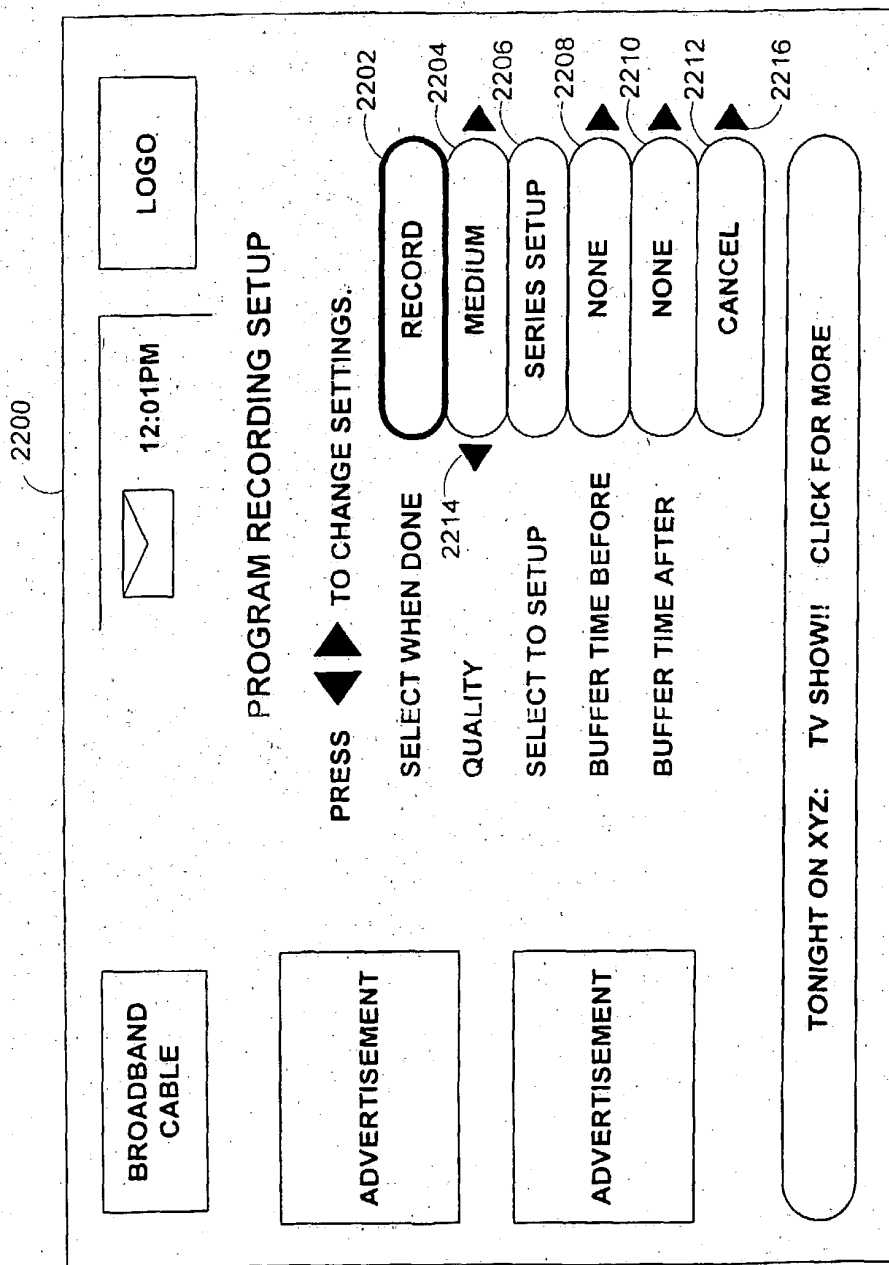 2200
BROADBAND
CABLE
12:01PM
LOGO
PROGRAM RECORDING SETUP
PRESS TO CHANGE SETTINGS.
SELECT WHEN DONE RECORD 2202
2214
QUALITY MEDIUM 2204
SELECT TO SETUP SERIES SETUP 2206
BUFFER TIME BEFORE NONE 2208
BUFFER TIME AFTER NONE 2210
CANCEL 2212
2216
ADVERTISEMENT
ADVERTISEMENT
TONIGHT ON XYZ: TV SHOW!! CLICK FOR MORE